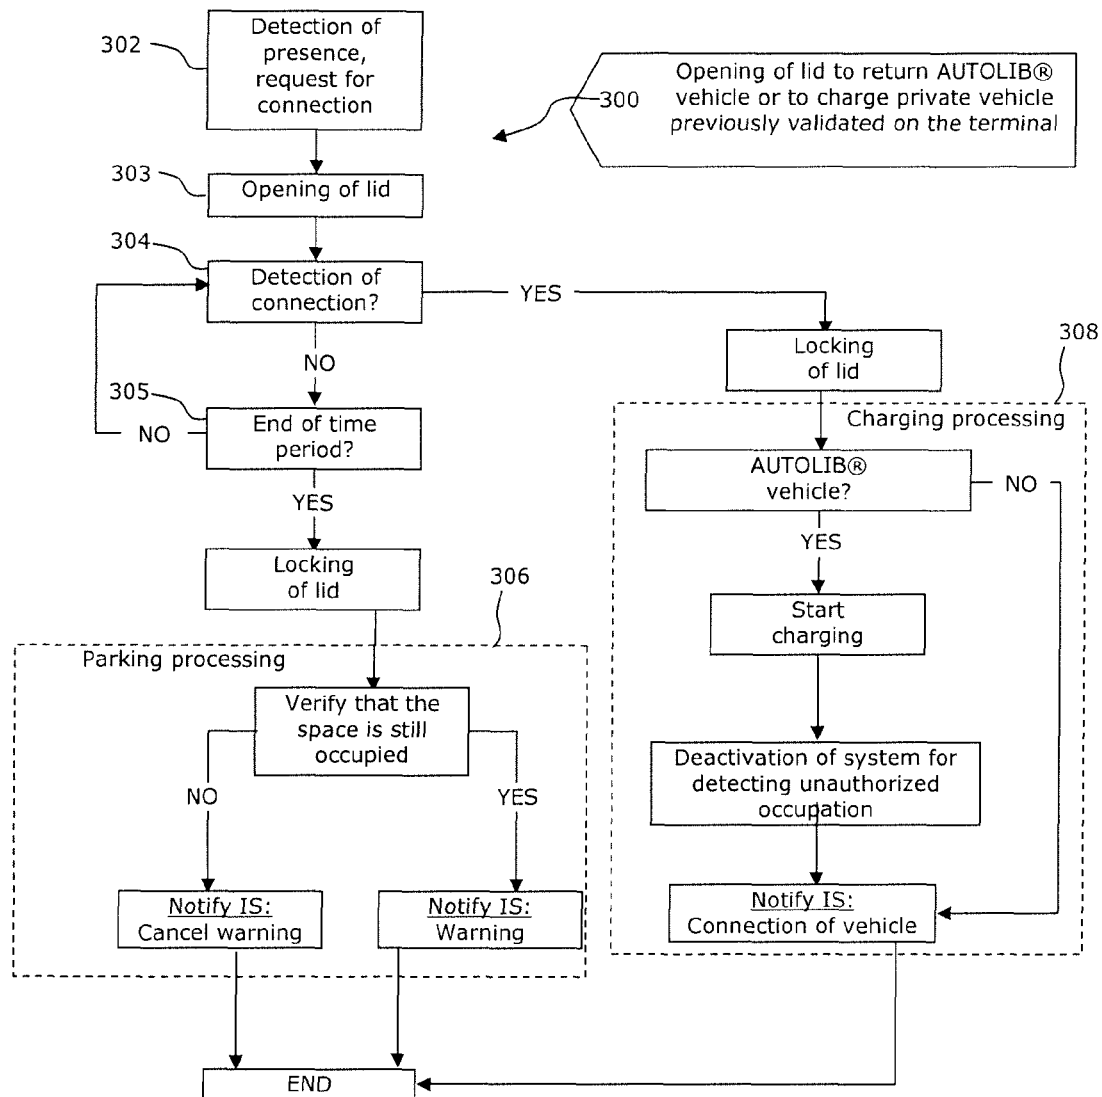 302
Detection of
presence,
request for
connection
300
Opening of lid to return AUTOLIB®
vehicle or to charge private vehicle
previously validated on the terminal
303
Opening of lid
304
Detection of
connection?
YES
NO
Locking
of lid
308
305
End of time
period?
NO
YES
Charging processing
AUTOLIB®
vehicle?
NO
YES
Locking
of lid
306
Start
charging
Parking processing
Verify that the
space is still
occupied
NO
YES
Deactivation of system for
detecting unauthorized
occupation
Notify IS:
Cancel warning
Notify IS:
Warning
Notify IS:
Connection of vehicle
END